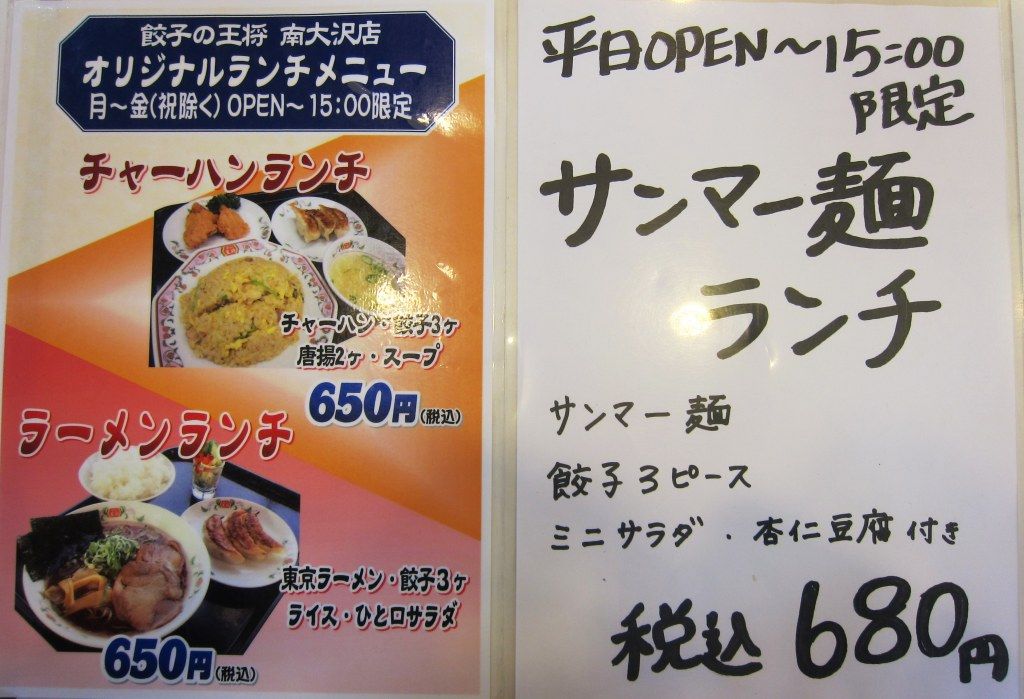 餃子の王将 南大沢店
オリジナルランチメニュー
月～金(祝除く) OPEN～15:00限定
チャーハンランチ
チャーハン・餃子3ヶ
唐揚2ヶ・スープ
650円(税込)
ラーメンランチ
東京ラーメン・餃子3ヶ
ライス・ひと口サラダ
650円(税込)
平日OPEN～15:00
限定
サンマー麺
ランチ
サンマー麺
餃子3ピース
ミニサラダ・杏仁豆腐付き
税込680円